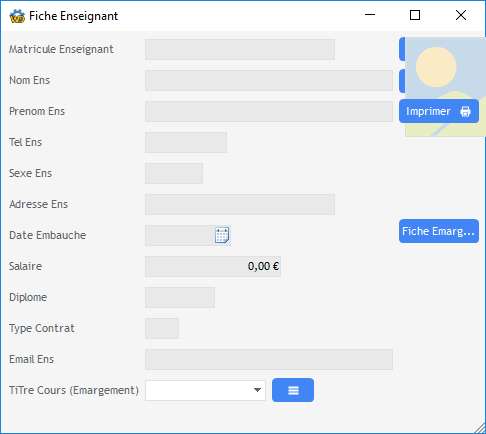 Fiche Enseignant
Matricule Enseignant
Nom Ens
Prenom Ens
Imprimer
Tel Ens
Sexe Ens
Adresse Ens
Date Embauche
Fiche Emarg...
Salaire
0,00 €
Diplome
Type Contrat
Email Ens
TiTre Cours (Emargement)